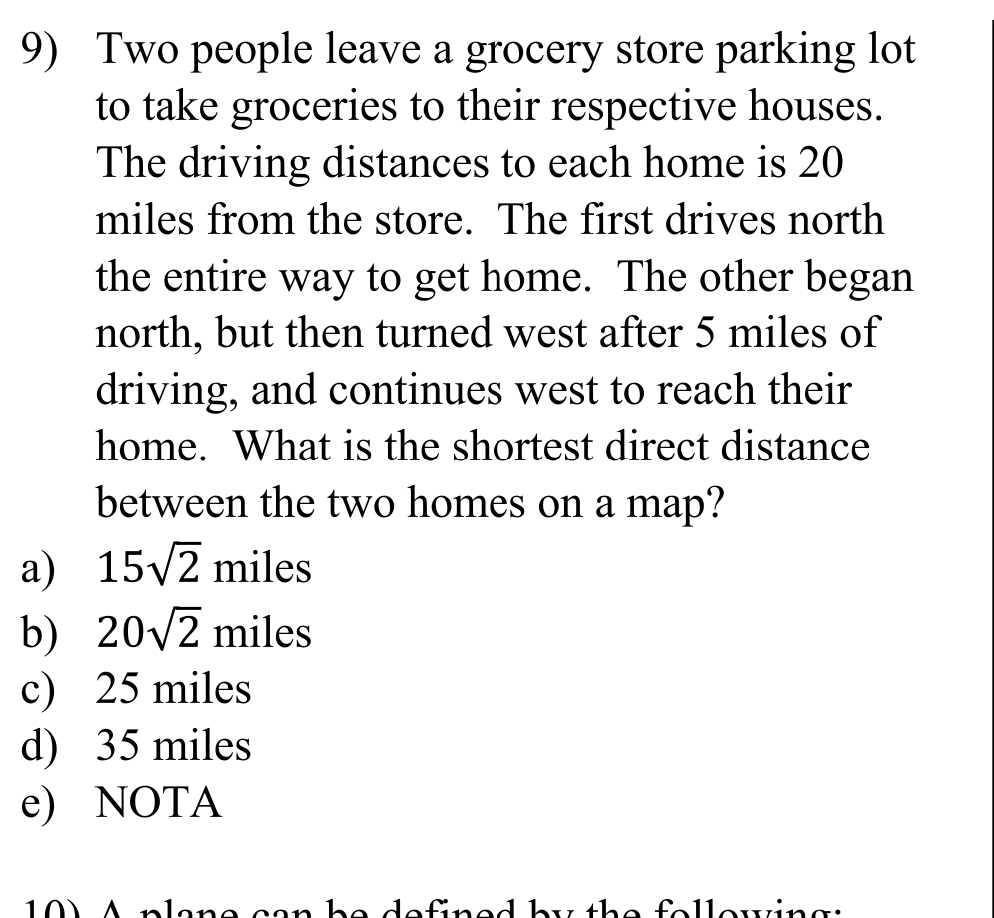 9) Two people leave a grocery store parking lot
to take groceries to their respective houses.
The driving distances to each home is 20
miles from the store.  The first drives north
the entire way to get home.  The other began
north, but then turned west after 5 miles of
driving, and continues west to reach their
home.  What is the shortest direct distance
between the two homes on a map?
a) 15√2 miles
b) 20√2 miles
c) 25 miles
d) 35 miles
e) NOTA
10) A plane can be defined by the following: